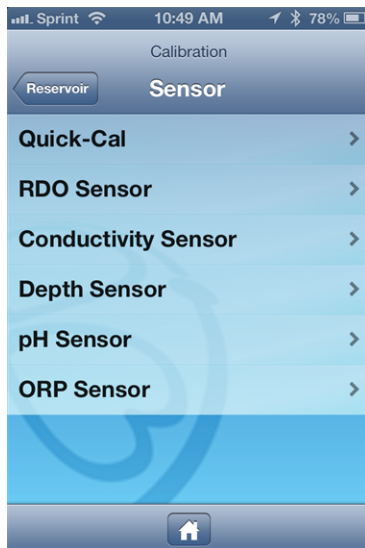 Sprint 10:49 AM 78%
Calibration
Reservoir Sensor
Quick-Cal
RDO Sensor
Conductivity Sensor
Depth Sensor
pH Sensor
ORP Sensor